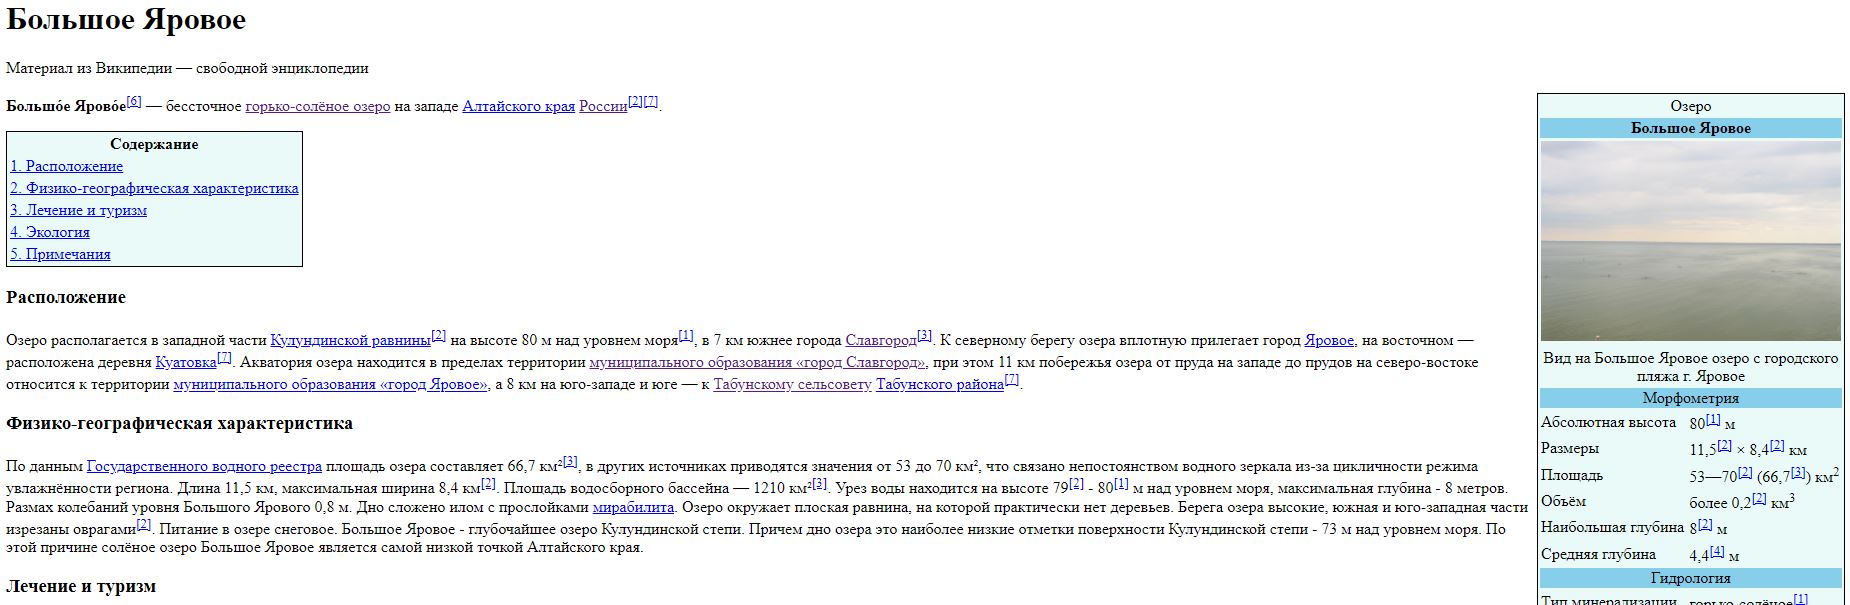 Большое Яровое
Материал из Википедии — свободной энциклопедии
Большо́е Ярово́е[6] — бессточное горько-солёное озеро на западе Алтайского края России[2][7].
Содержание
1. Расположение
2. Физико-географическая характеристика
3. Лечение и туризм
4. Экология
5. Примечания
Расположение
Озеро располагается в западной части Кулундинской равнины[2] на высоте 80 м над уровнем моря[1], в 7 км южнее города Славгород[3]. К северному берегу озера вплотную прилегает город Яровое, на восточном —
расположена деревня Куатовка[7]. Акватория озера находится в пределах территории муниципального образования «город Славгород», при этом 11 км побережья озера от пруда на западе до прудов на северо-востоке
относится к территории муниципального образования «город Яровое», а 8 км на юго-западе и юге — к Табунскому сельсовету Табунского района[7].
Физико-географическая характеристика
По данным Государственного водного реестра площадь озера составляет 66,7 км²[3], в других источниках приводятся значения от 53 до 70 км², что связано непостоянством водного зеркала из-за цикличности режима
увлажнённости региона. Длина 11,5 км, максимальная ширина 8,4 км[2]. Площадь водосборного бассейна — 1210 км²[3]. Урез воды находится на высоте 79[2] - 80[1] м над уровнем моря, максимальная глубина - 8 метров.
Размах колебаний уровня Большого Ярового 0,8 м. Дно сложено илом с прослойками мирабилита. Озеро окружает плоская равнина, на которой практически нет деревьев. Берега озера высокие, южная и юго-западная части
изрезаны оврагами[2]. Питание в озере снеговое. Большое Яровое - глубочайшее озеро Кулундинской степи. Причем дно озера это наиболее низкие отметки поверхности Кулундинской степи - 73 м над уровнем моря. По
этой причине солёное озеро Большое Яровое является самой низкой точкой Алтайского края.
Лечение и туризм
Озеро
Большое Яровое
Вид на Большое Яровое озеро с городского
пляжа г. Яровое
Морфометрия
Абсолютная высота 80[1] м
Размеры 11,5[2] × 8,4[2] км
Площадь 53—70[2] (66,7[3]) км2
Объём более 0,2[2] км3
Наибольшая глубина 8[2] м
Средняя глубина 4,4[4] м
Гидрология
Тип минерализации горько-солёное[1]